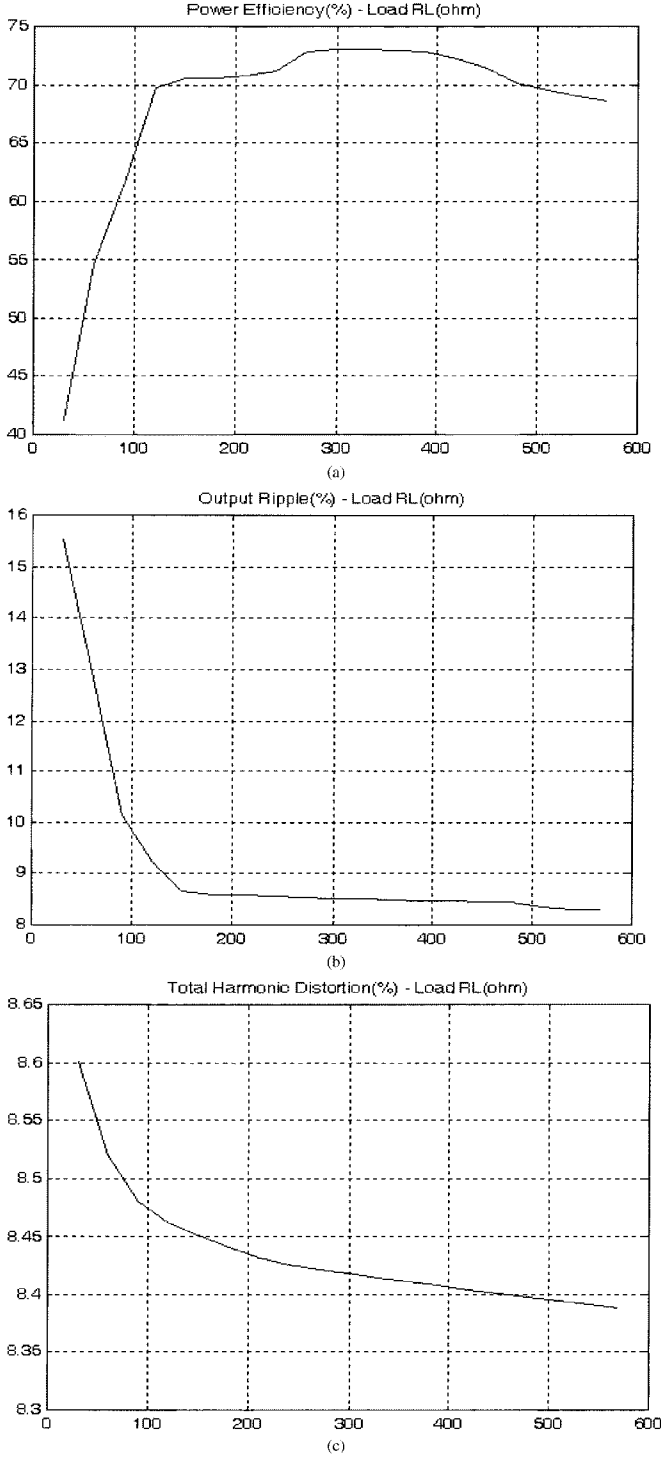 Power Efficiency(%) - Load RL(ohm)
75
70
65
60
55
50
45
40
0 100 200 300 400 500 600
(a)
Output Ripple(%) - Load RL(ohm)
16
15
14
13
12
11
10
9
8
0 100 200 300 400 500 600
(b)
Total Harmonic Distortion(%) - Load RL(ohm)
8.65
8.6
8.55
8.5
8.45
8.4
8.35
8.3
0 100 200 300 400 500 600
(c)